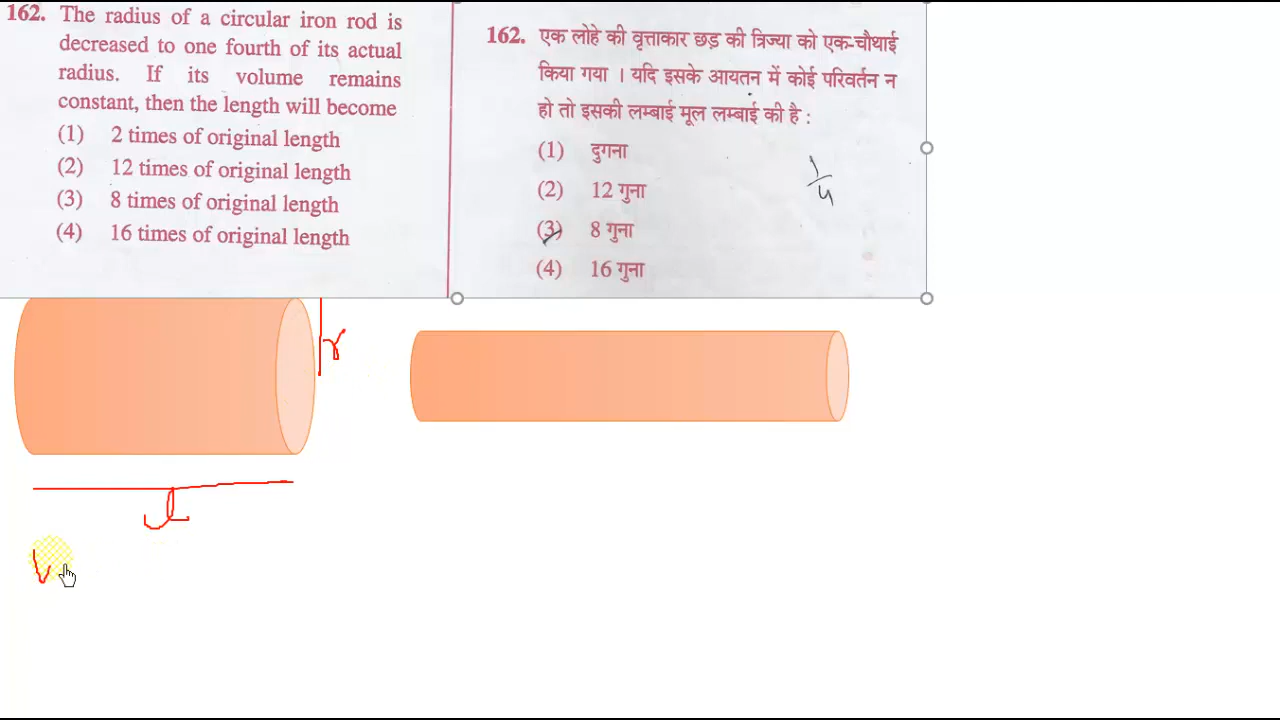 162. The radius of a circular iron rod is
decreased to one fourth of its actual
radius. If its volume remains
constant, then the length will become
(1) 2 times of original length
(2) 12 times of original length
(3) 8 times of original length
(4) 16 times of original length
162. एक लोहे की वृत्ताकार छड़ की त्रिज्या को एक-चौथाई
किया गया । यदि इसके आयतन में कोई परिवर्तन न
हो तो इसकी लम्बाई मूल लम्बाई की है :
(1) दुगना
(2) 12 गुना
(3) 8 गुना
(4) 16 गुना
1/4
r
l
V